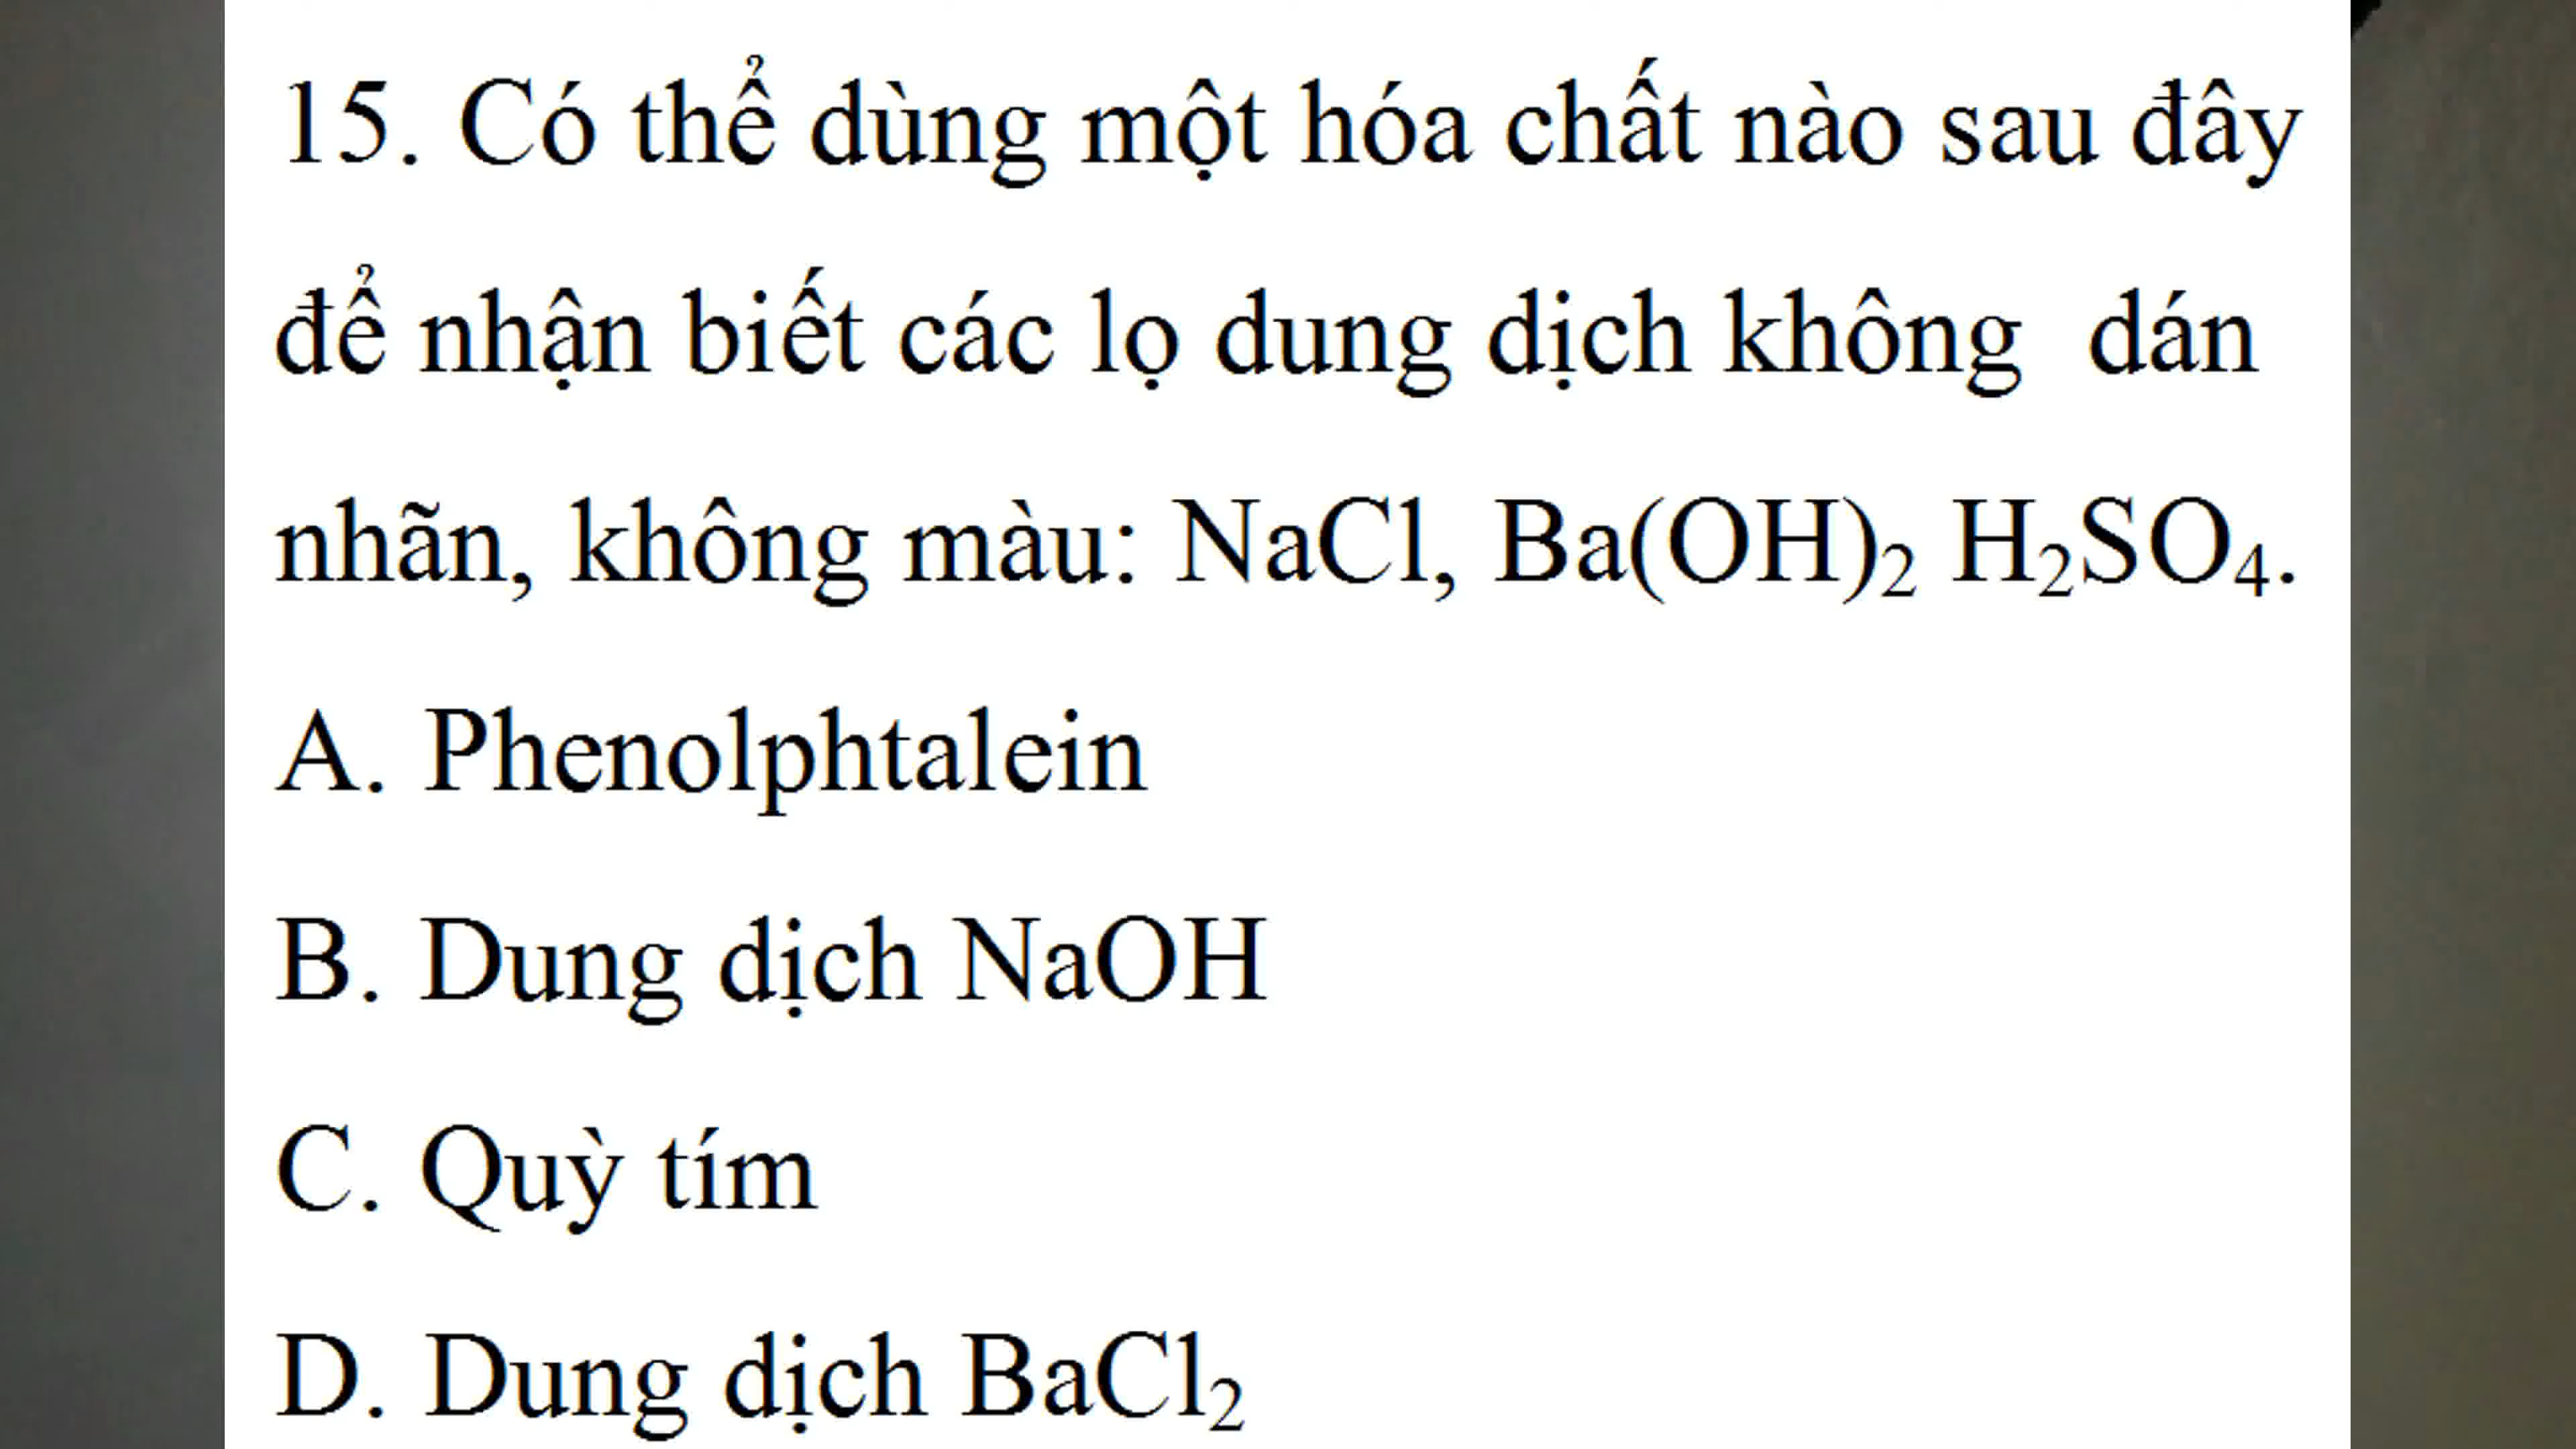 15. Có thể dùng một hóa chất nào sau đây
để nhận biết các lọ dung dịch không dán
nhãn, không màu: NaCl, Ba(OH)₂ H₂SO₄.
A. Phenolphtalein
B. Dung dịch NaOH
C. Quỳ tím
D. Dung dịch BaCl₂